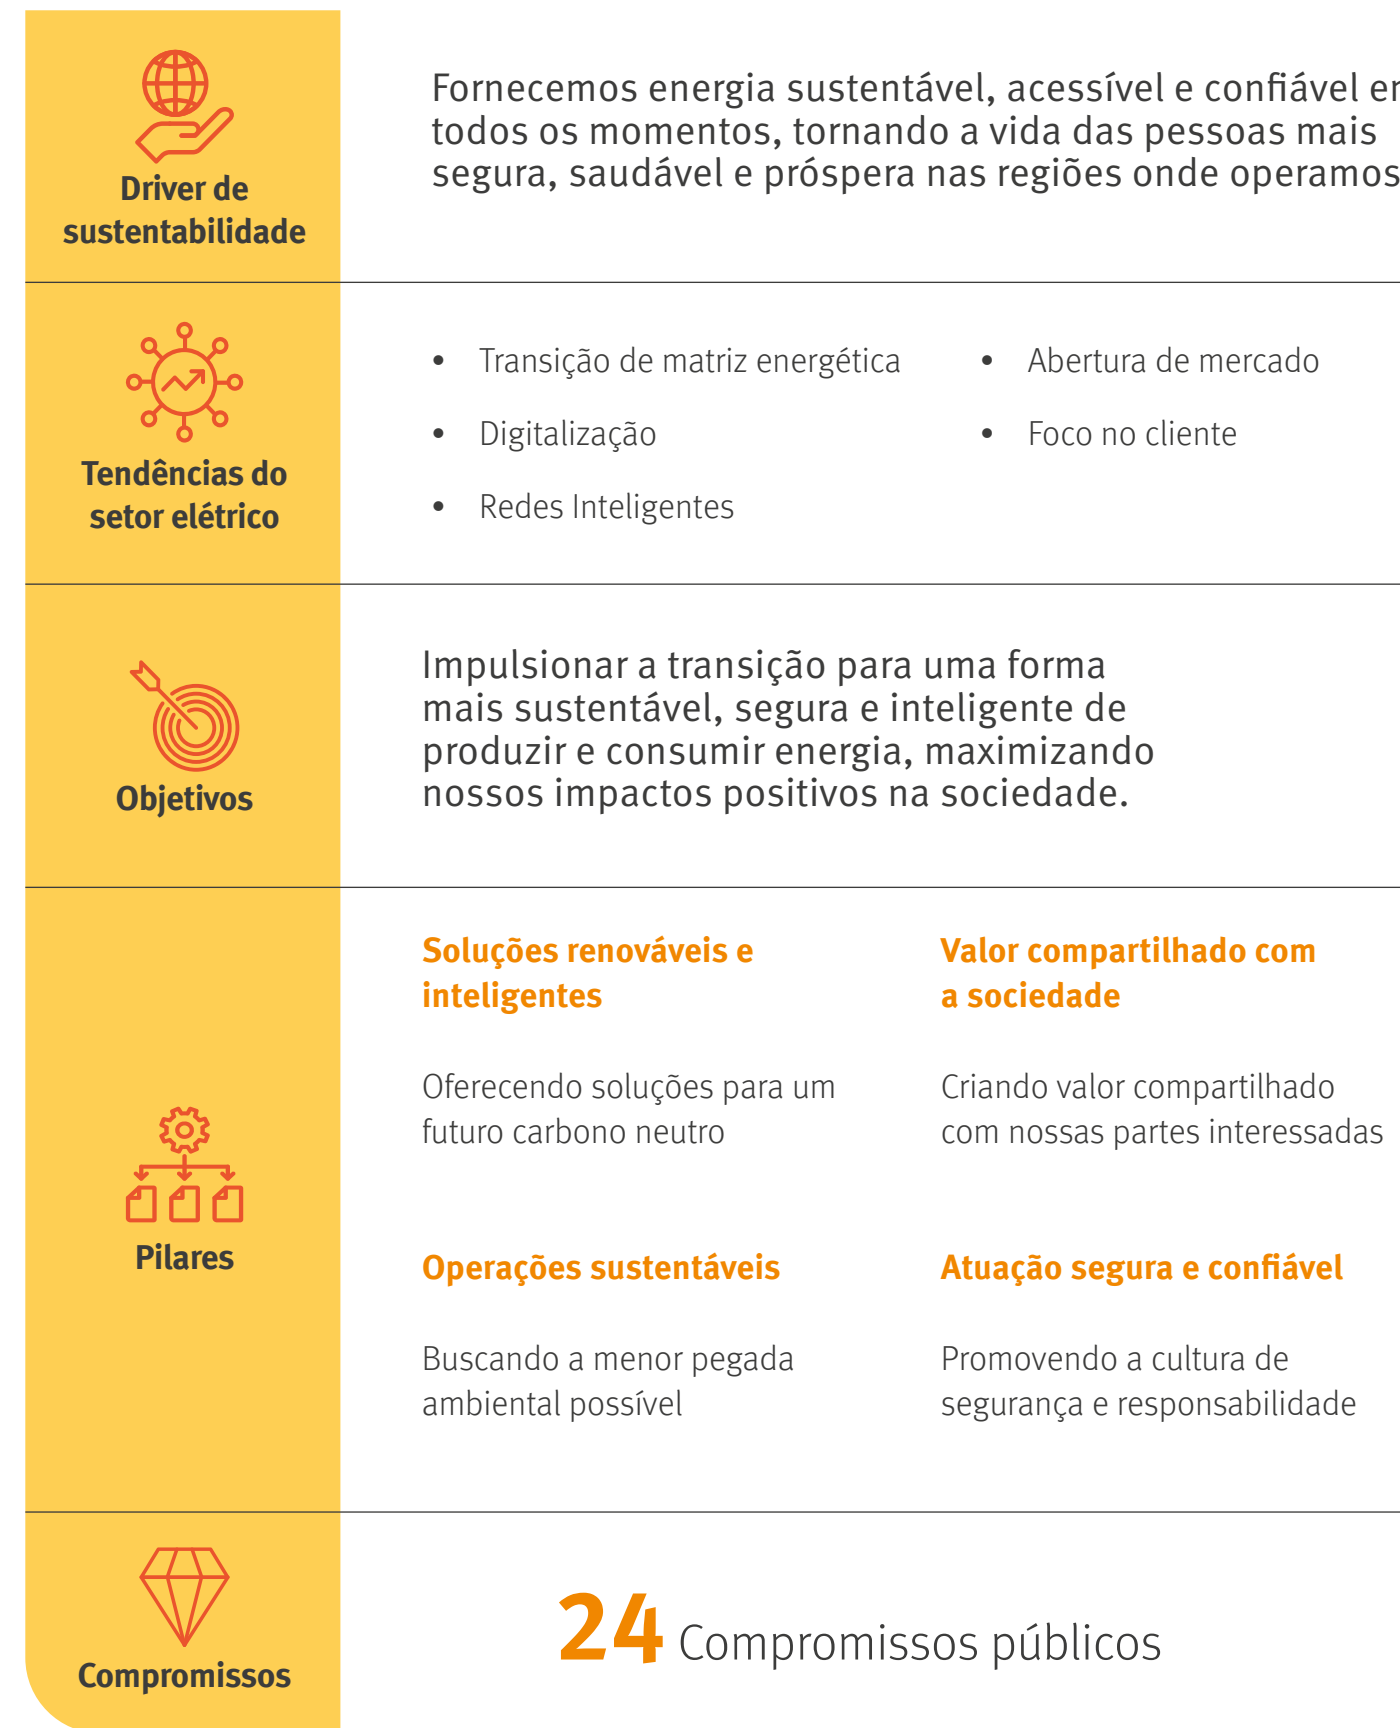 Driver de
sustentabilidade
Fornecemos energia sustentável, acessível e confiável
todos os momentos, tornando a vida das pessoas mais
segura, saudável e próspera nas regiões onde operamos
Tendências do
setor elétrico
• Transição de matriz energética
• Digitalização
• Redes Inteligentes
• Abertura de mercado
• Foco no cliente
Objetivos
Impulsionar a transição para uma forma
mais sustentável, segura e inteligente de
produzir e consumir energia, maximizando
nossos impactos positivos na sociedade.
Pilares
Soluções renováveis e
inteligentes
Oferecendo soluções para um
futuro carbono neutro
Valor compartilhado com
a sociedade
Criando valor compartilhado
com nossas partes interessadas
Operações sustentáveis
Buscando a menor pegada
ambiental possível
Atuação segura e confiável
Promovendo a cultura de
segurança e responsabilidade
Compromissos
24 Compromissos públicos